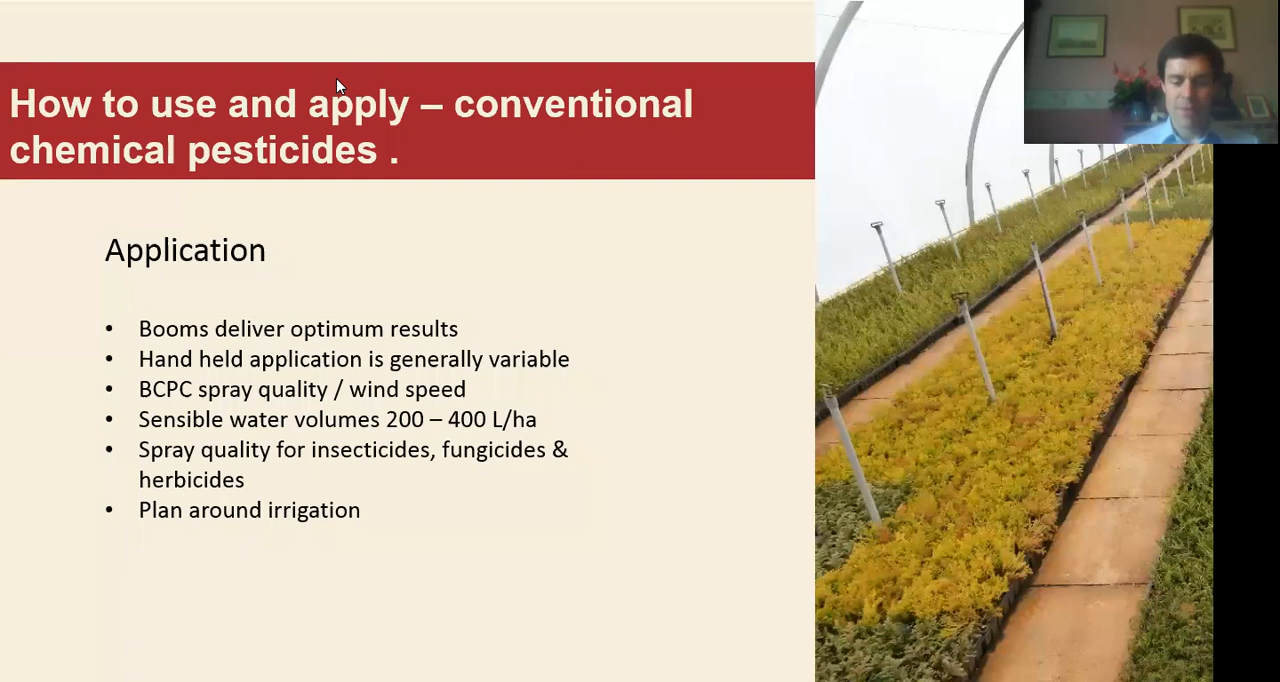 How to use and apply – conventional
chemical pesticides .
Application
• Booms deliver optimum results
• Hand held application is generally variable
• BCPC spray quality / wind speed
• Sensible water volumes 200 – 400 L/ha
• Spray quality for insecticides, fungicides &
herbicides
• Plan around irrigation